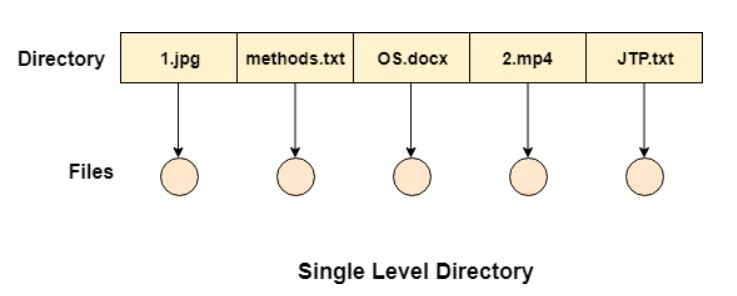 Directory 1.jpg methods.txt OS.docx 2.mp4 JTP.txt
Files
Single Level Directory